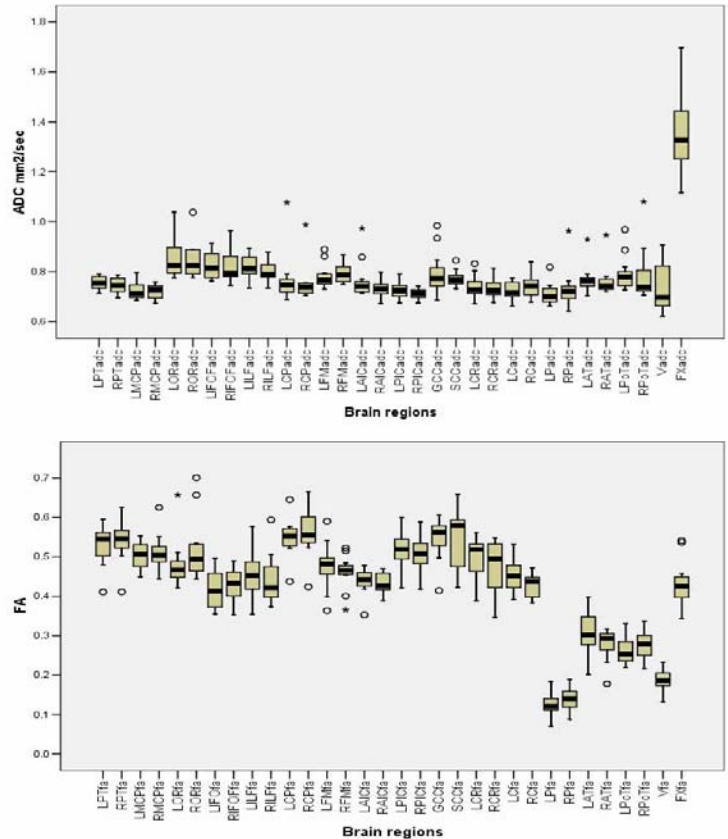 1.8
1.6
1.4
1.2
1.0
0.8
0.6
ADC mm2/sec
LPTadc
RPTadc
LMCPadc
RMCPadc
LORadc
RORadc
LIFOFadc
RIFOFadc
LILFadc
RILFadc
LCPadc
RCPadc
LFMadc
RFMadc
LAICadc
RAICadc
LPICadc
RPICadc
GCCadc
SCCadc
LCRadc
RCRadc
LCadc
RCadc
LPadc
RPadc
LATadc
RATadc
LPoTadc
RPoTadc
Vadc
FXadc
Brain regions
0.7
0.6
0.5
0.4
0.3
0.2
0.1
0.0
FA
LPTfa
RPTfa
LMCPfa
RMCPfa
LORfa
RORfa
LIFOfa
RIFOFfa
LILFfa
RILFfa
LCPfa
RCPfa
LFMfa
RFMfa
LAICfa
RAICfa
LPICfa
RPICfa
GCCfa
SCCfa
LCRfa
RCRfa
LCfa
RCfa
LPfa
RPfa
LATfa
RATfa
LPoTfa
RPoTfa
Vfa
FXfa
Brain regions